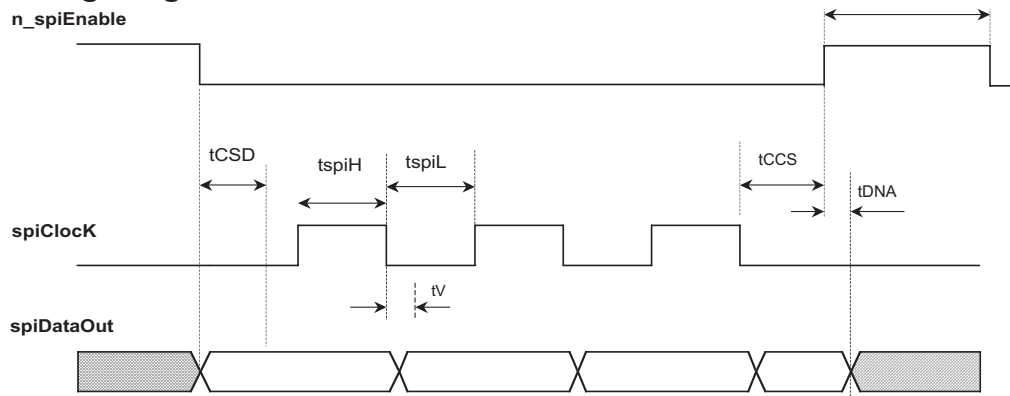 n_spiEnable
tCSD
tspiH
tspiL
tCCS
tDNA
spiClocK
tV
spiDataOut